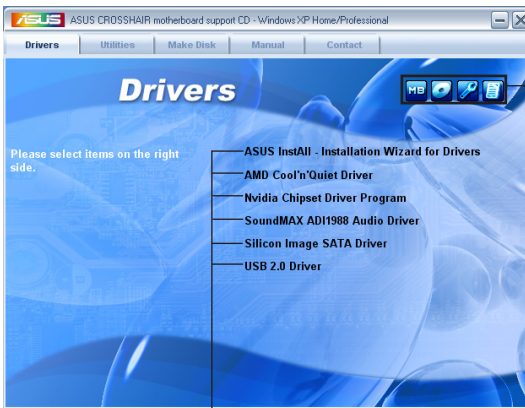 ASUS CROSSHAIR motherboard support CD - Windows XP Home/Professional
Drivers Utilities Make Disk Manual Contact
Drivers
MB
Please select items on the right
side.
ASUS InstAll - Installation Wizard for Drivers
AMD Cool'n'Quiet Driver
Nvidia Chipset Driver Program
SoundMAX ADI1988 Audio Driver
Silicon Image SATA Driver
USB 2.0 Driver